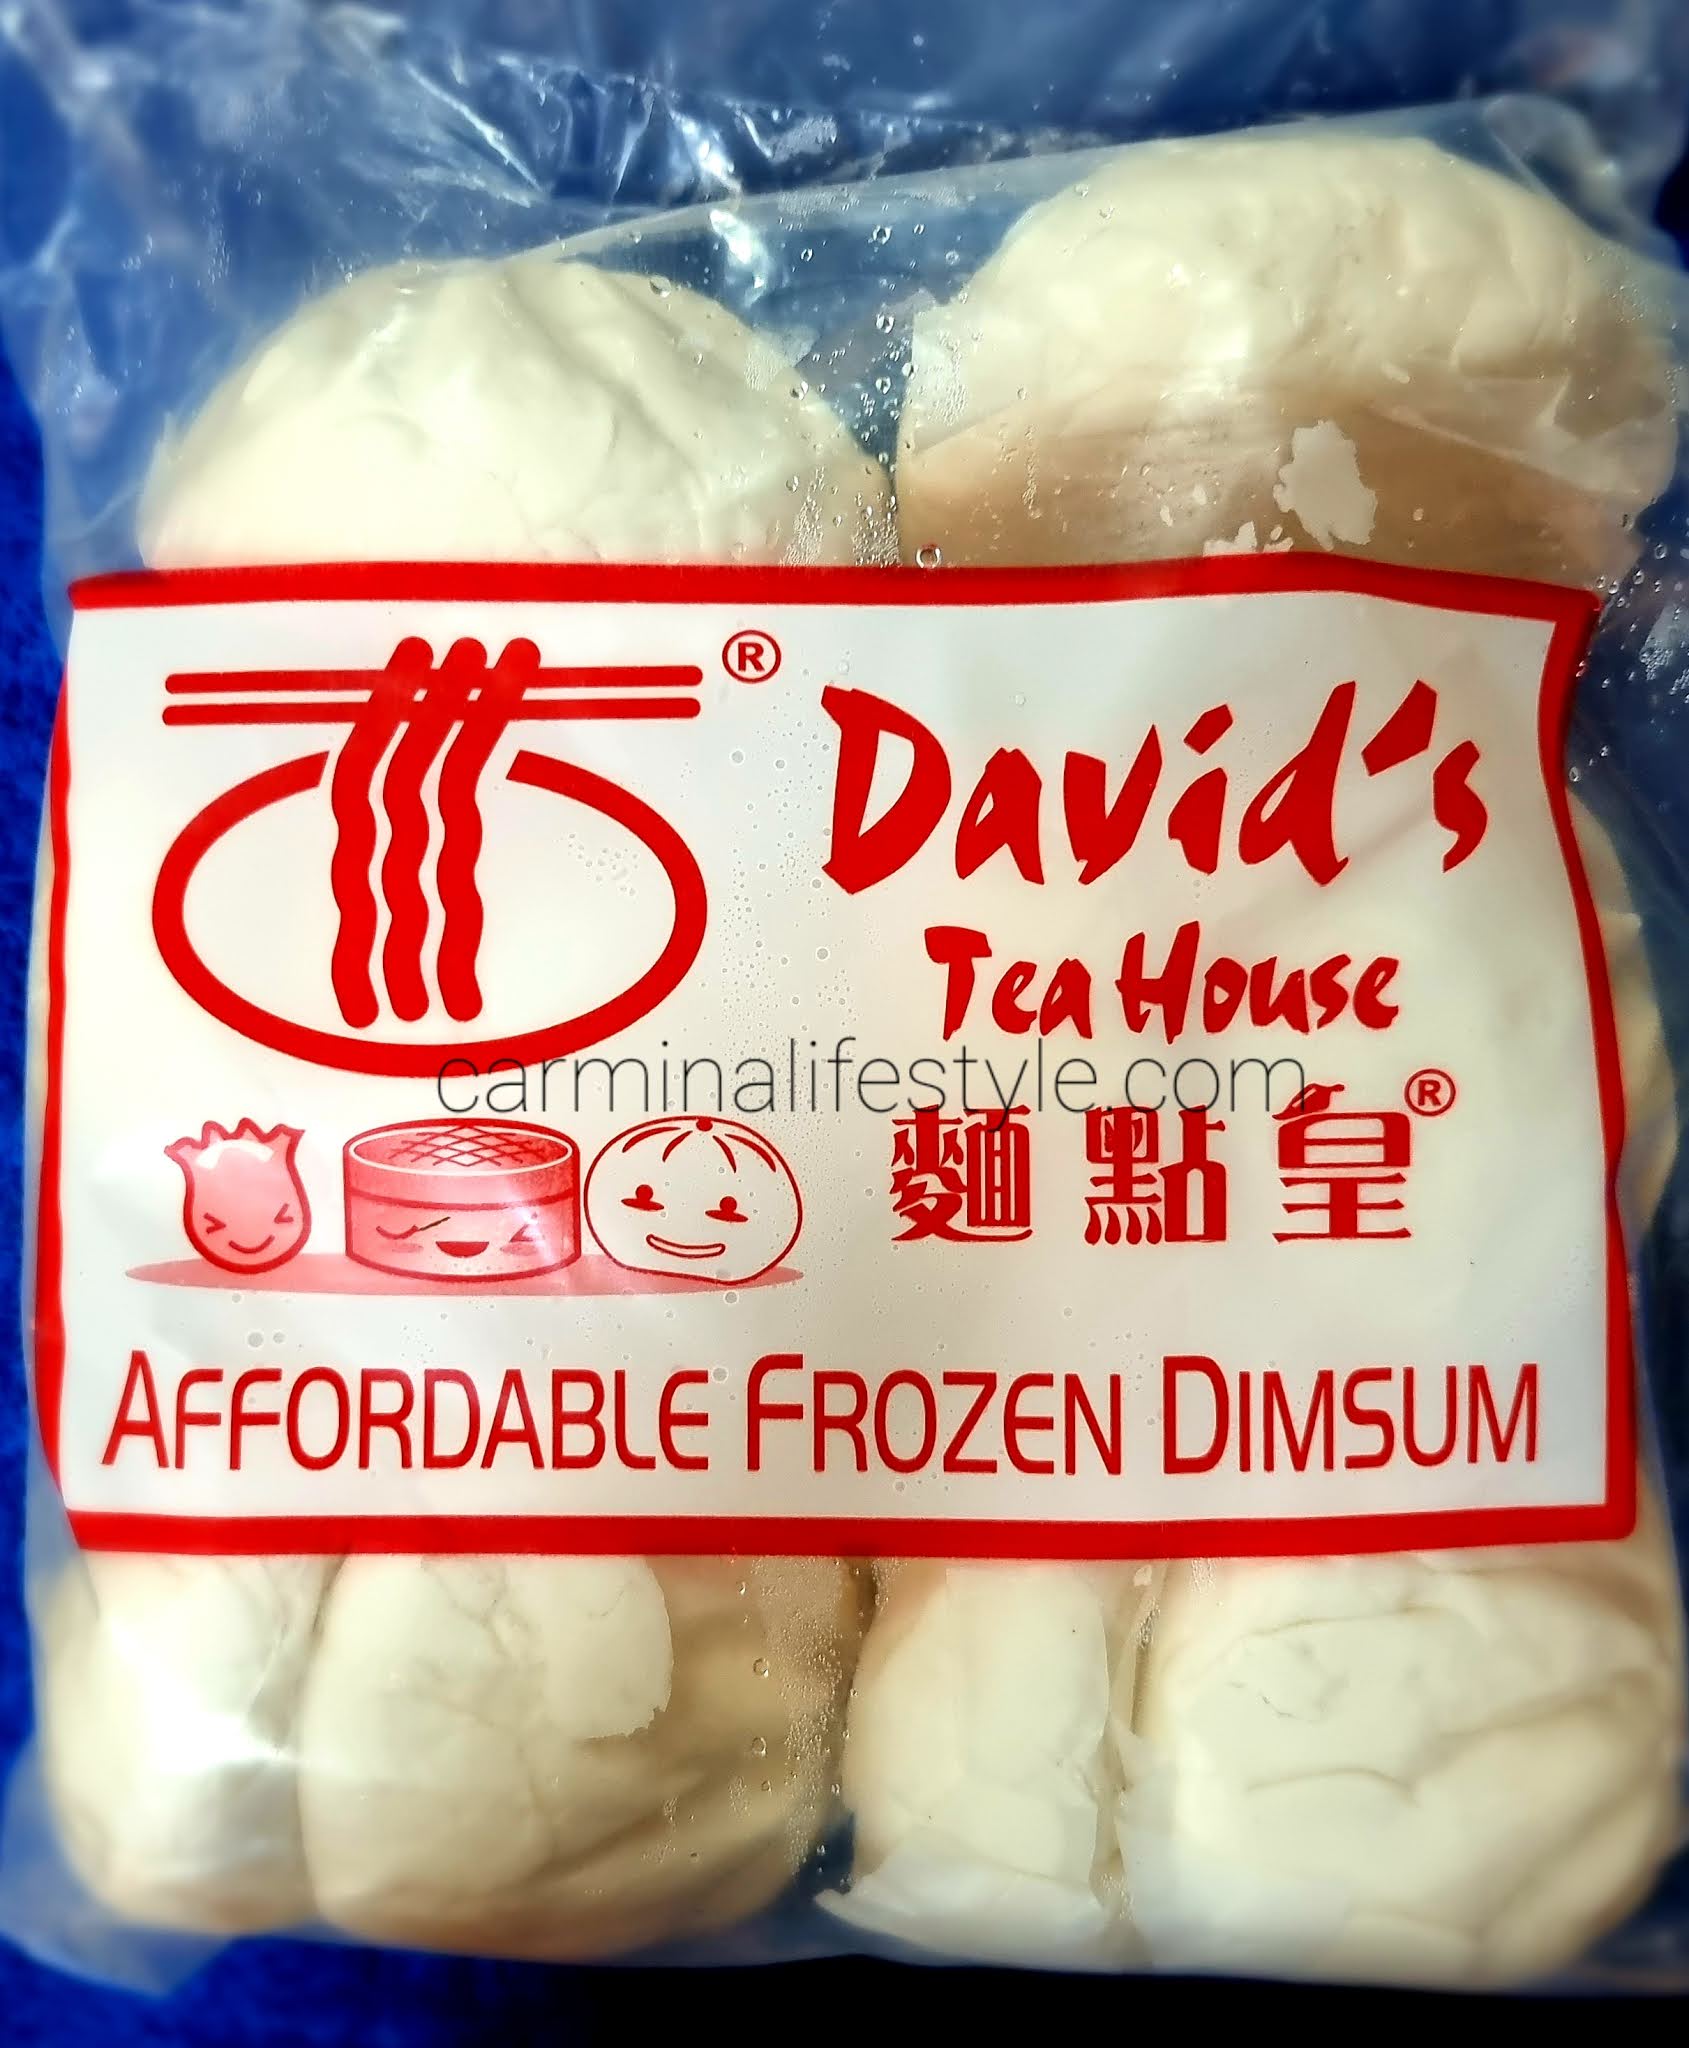 ®
David's
Tea House
carminalifestyle.com
麵點皇®
AFFORDABLE FROZEN DIMSUM